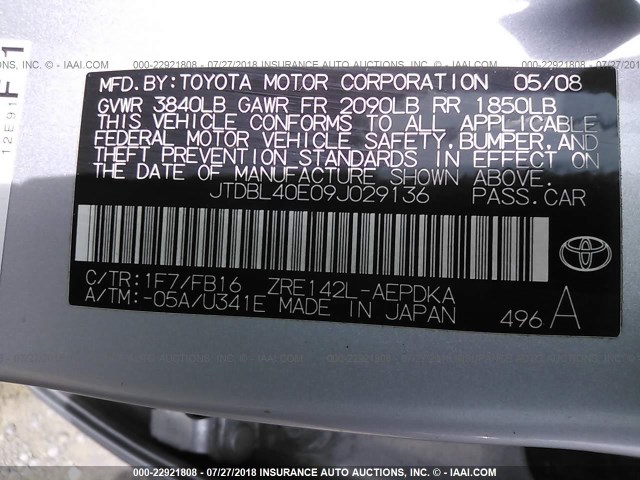 000-22921808 | 07/27/2018 INSURANCE AUTO AUCTIONS, INC. - IAAI.COM
F1
12E91
MFD.BY:TOYOTA MOTOR CORPORATION 05/08
GVWR 3840LB GAWR FR 2090LB RR 1850LB
THIS VEHICLE CONFORMS TO ALL APPLICABLE
FEDERAL MOTOR VEHICLE SAFETY,BUMPER,AND
THEFT PREVENTION STANDARDS IN EFFECT ON
THE DATE OF MANUFACTURE SHOWN ABOVE.
JTDBL40E09J029136 PASS.CAR
C/TR:1F7/FB16 ZRE142L-AEPDKA
A/TM:-05A/U341E MADE IN JAPAN
496 A
TOYOTA
000-22921808 / 07/27/2018 INSURANCE AUTO AUCTIONS, INC. - IAAI.COM